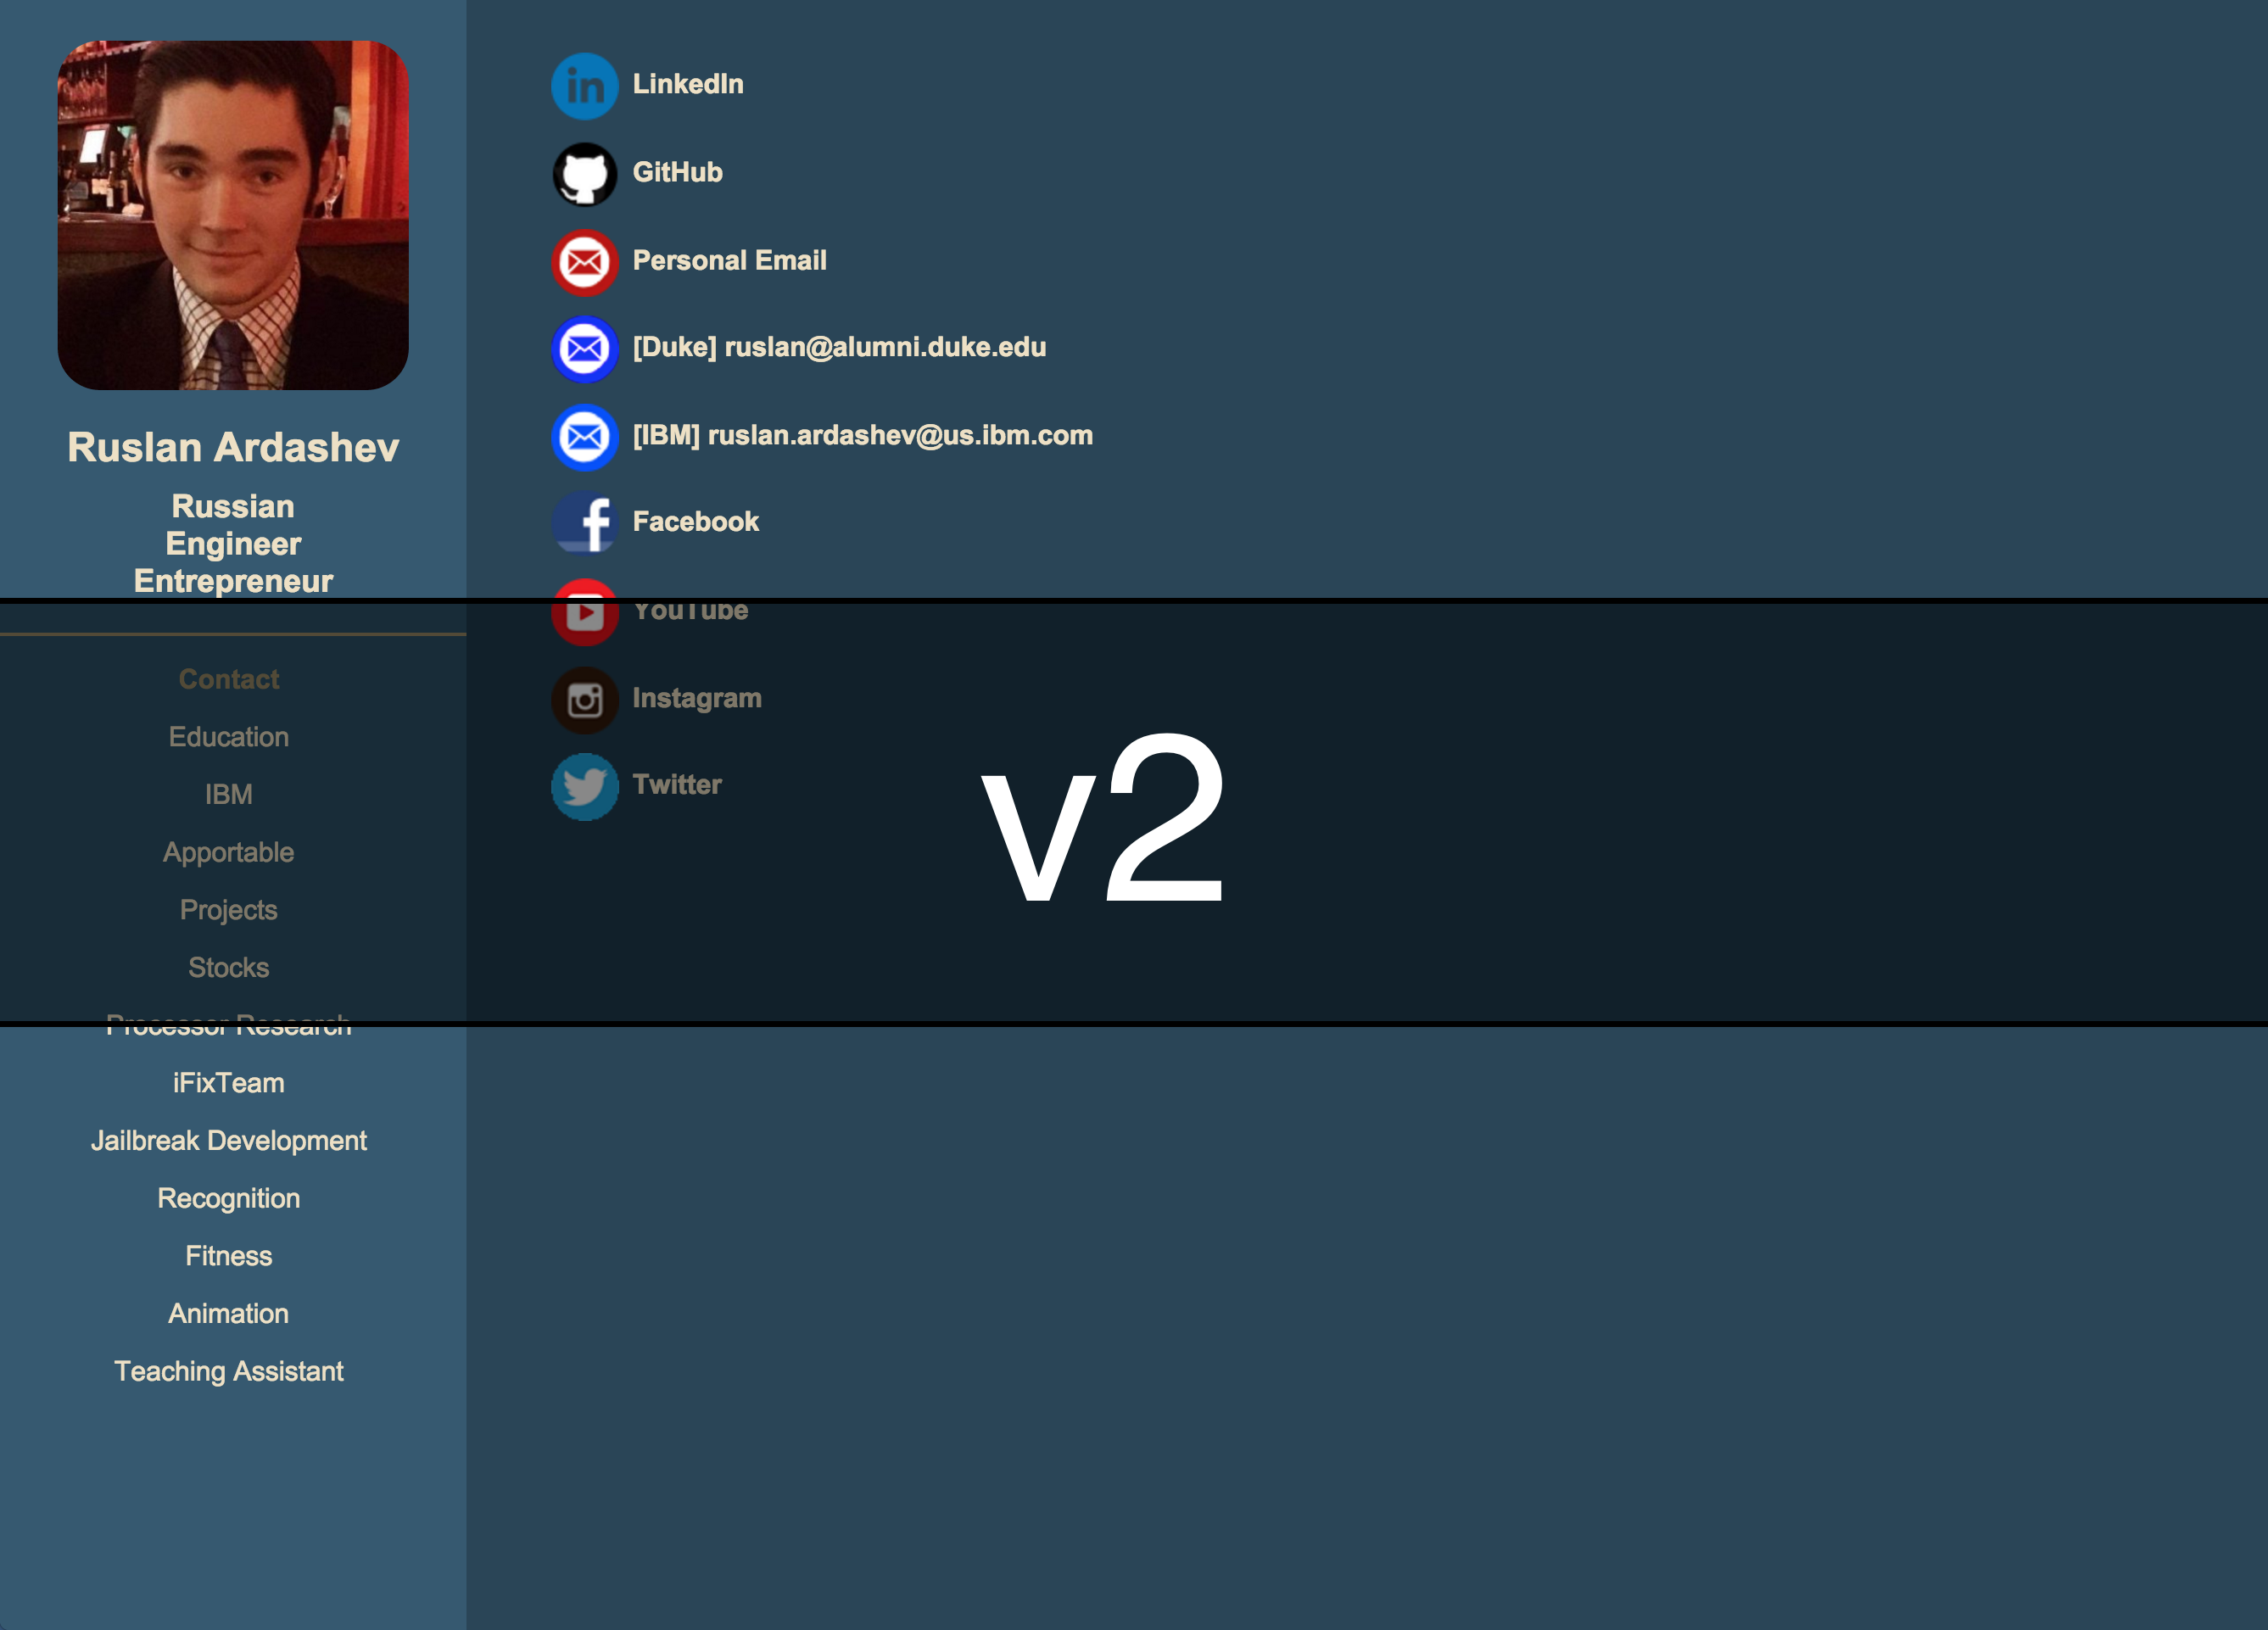 Ruslan Ardashev
Russian
Engineer
Entrepreneur
Contact
Education
IBM
Apportable
Projects
Stocks
Processor Research
iFixTeam
Jailbreak Development
Recognition
Fitness
Animation
Teaching Assistant
in LinkedIn
GitHub
Personal Email
[Duke] ruslan@alumni.duke.edu
[IBM] ruslan.ardashev@us.ibm.com
f Facebook
YouTube
Instagram
Twitter
v2